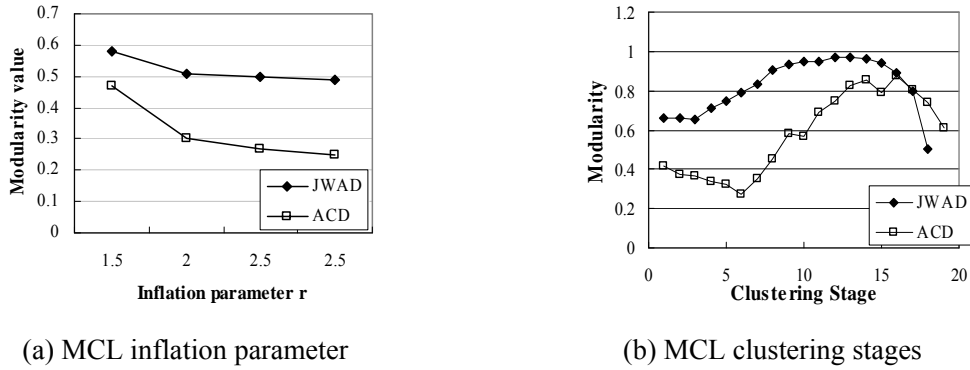 0.7
0.6
0.5
0.4
0.3
0.2
0.1
0
Modularity value
1.5 2 2.5 2.5
Inflation parameter r
JWAD
ACD
(a) MCL inflation parameter
1.2
1
0.8
0.6
0.4
0.2
0
Modularity
0 5 10 15 20
Clustering Stage
JWAD
ACD
(b) MCL clustering stages